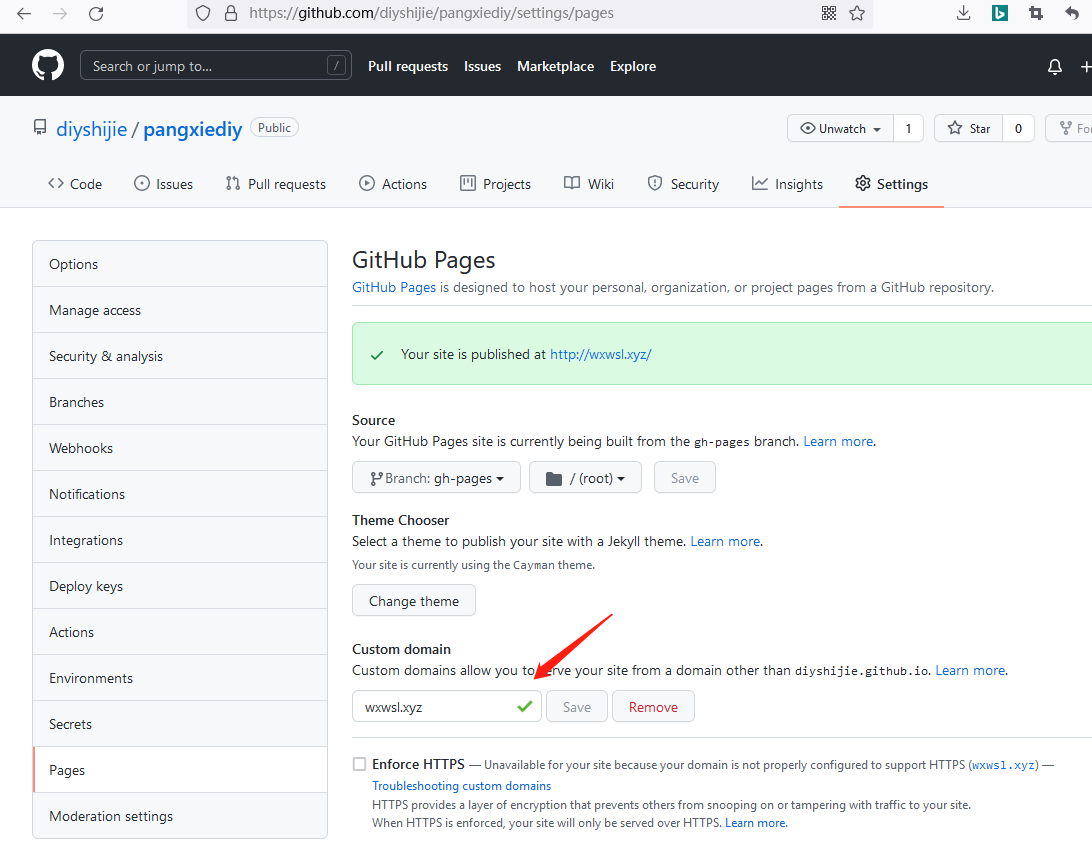 https://github.com/diyshijie/pangxiediy/settings/pages
Search or jump to... / Pull requests Issues Marketplace Explore
diyshijie / pangxiediy Public Unwatch 1 Star 0
Code Issues Pull requests Actions Projects Wiki Security Insights Settings
Options
Manage access
Security & analysis
Branches
Webhooks
Notifications
Integrations
Deploy keys
Actions
Environments
Secrets
Pages
Moderation settings
GitHub Pages
GitHub Pages is designed to host your personal, organization, or project pages from a GitHub repository.
Your site is published at http://wxwsl.xyz/
Source
Your GitHub Pages site is currently being built from the gh-pages branch. Learn more.
Branch: gh-pages / (root) Save
Theme Chooser
Select a theme to publish your site with a Jekyll theme. Learn more.
Your site is currently using the Cayman theme.
Change theme
Custom domain
Custom domains allow you to serve your site from a domain other than diyshijie.github.io. Learn more.
wxwsl.xyz Save Remove
Enforce HTTPS — Unavailable for your site because your domain is not properly configured to support HTTPS (wxwsl.xyz) —
Troubleshooting custom domains
HTTPS provides a layer of encryption that prevents others from snooping on or tampering with traffic to your site.
When HTTPS is enforced, your site will only be served over HTTPS. Learn more.